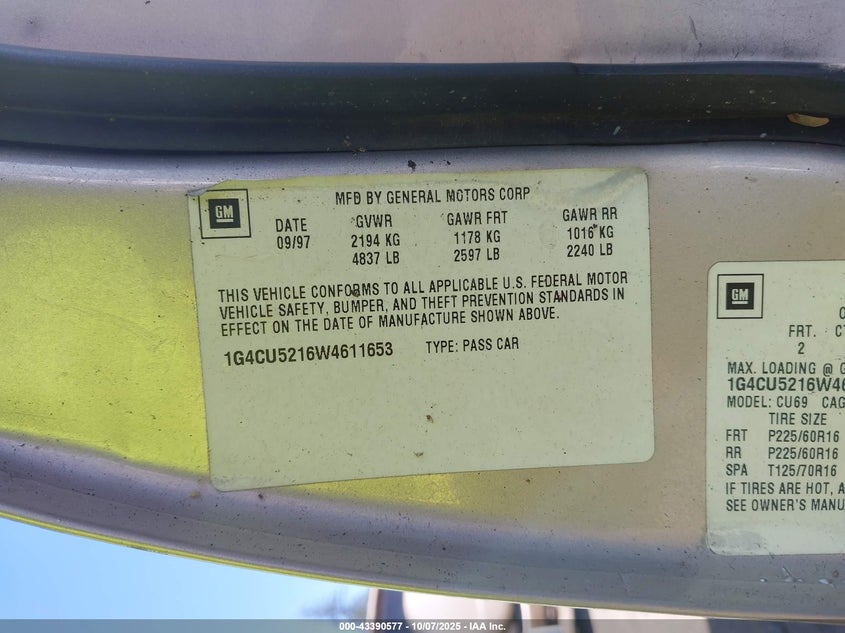 GM
MFD BY GENERAL MOTORS CORP
DATE GVWR GAWR FRT GAWR RR
09/97 2194 KG 1178 KG 1016 KG
4837 LB 2597 LB 2240 LB
THIS VEHICLE CONFORMS TO ALL APPLICABLE U.S. FEDERAL MOTOR
VEHICLE SAFETY, BUMPER, AND THEFT PREVENTION STANDARDS IN
EFFECT ON THE DATE OF MANUFACTURE SHOWN ABOVE.
1G4CU5216W4611653 TYPE: PASS CAR
GM
FRT.
2
MAX. LOADING @
1G4CU5216W46
MODEL: CU69
TIRE SIZE
FRT P225/60R16
RR P225/60R16
SPA T125/70R16
IF TIRES ARE HOT,
SEE OWNER'S
000-43390577 - 10/07/2025 - IAA Inc.